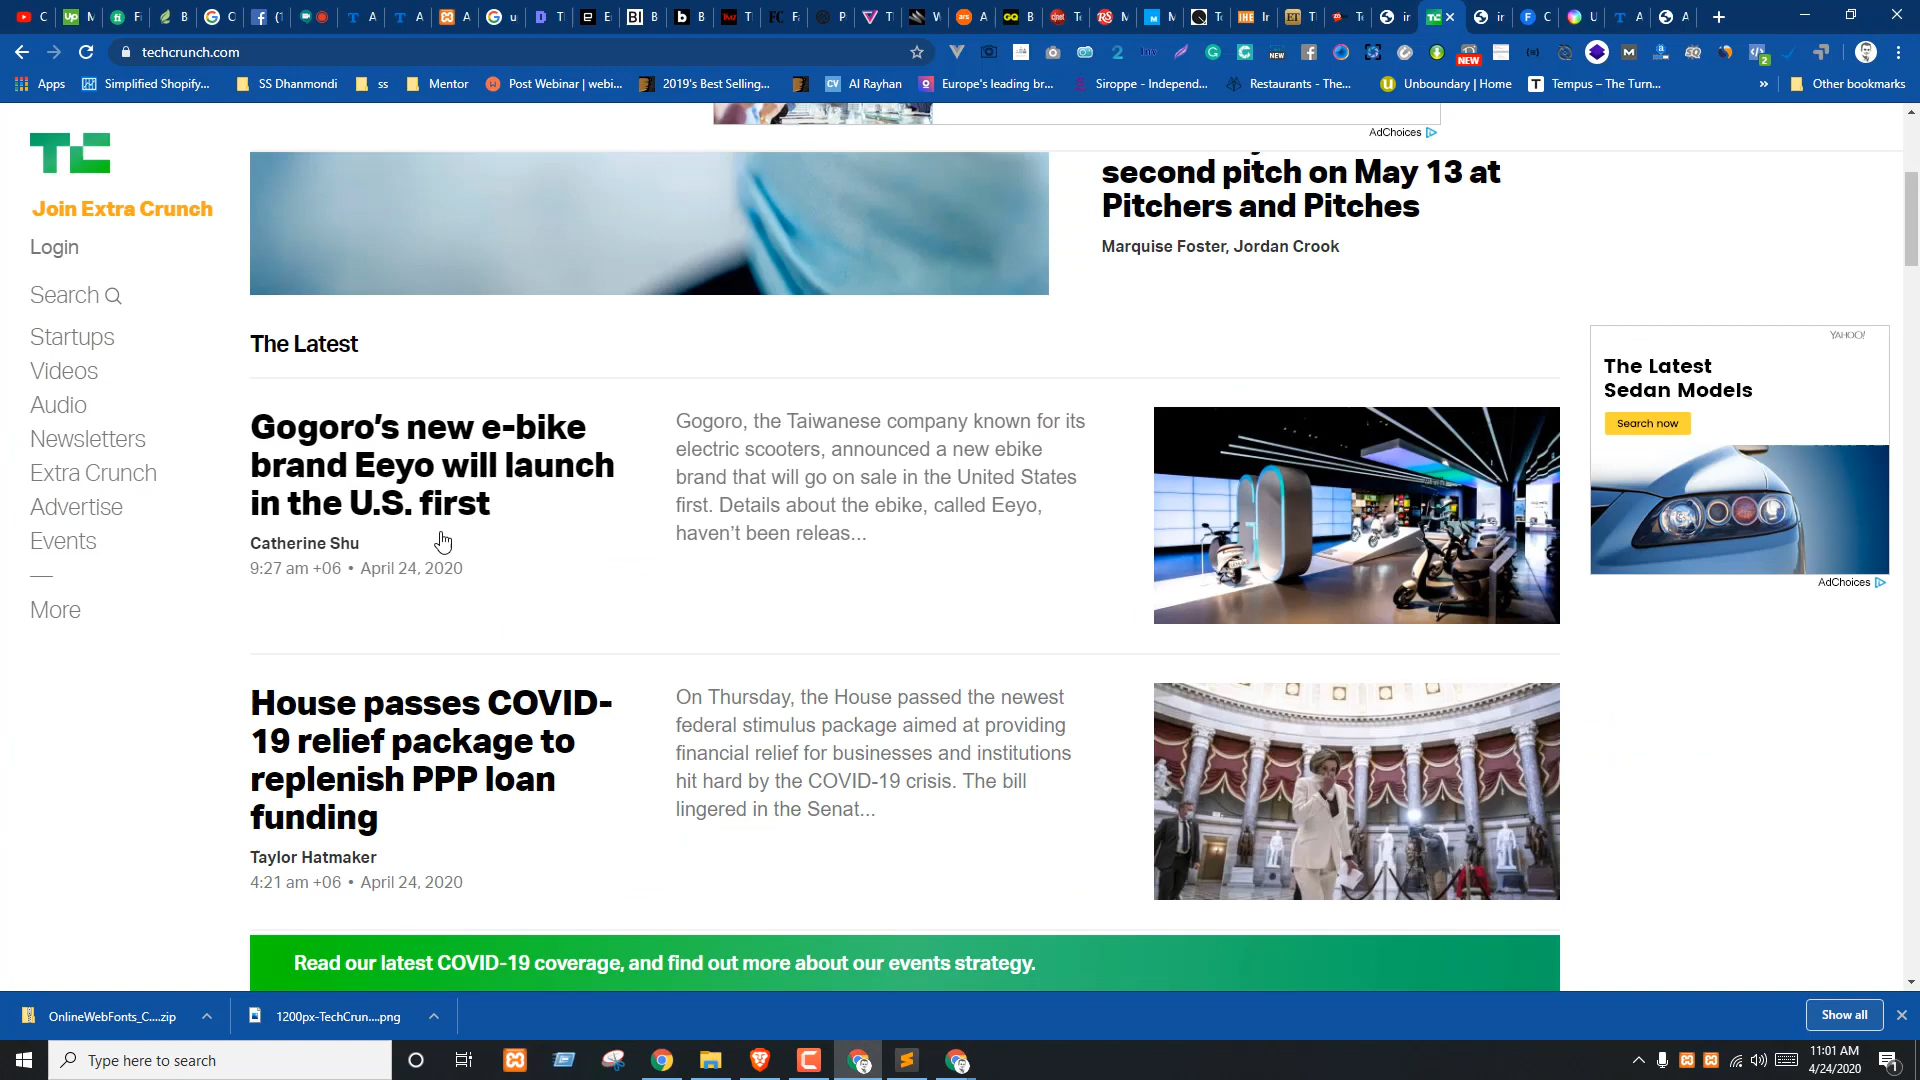 techcrunch.com
Apps
Simplified Shopify...
SS Dhanmondi
ss
Mentor
Post Webinar | webi...
2019's Best Selling...
Al Rayhan
Europe's leading br...
Siroppe - Independ...
Restaurants - The...
Unboundary | Home
Tempus – The Turn...
»
Other bookmarks
AdChoices
TC
Join Extra Crunch
Login
Search
Startups
Videos
Audio
Newsletters
Extra Crunch
Advertise
Events
More
second pitch on May 13 at
Pitchers and Pitches
Marquise Foster, Jordan Crook
The Latest
Gogoro's new e-bike
brand Eeyo will launch
in the U.S. first
Catherine Shu
9:27 am +06 • April 24, 2020
Gogoro, the Taiwanese company known for its
electric scooters, announced a new ebike
brand that will go on sale in the United States
first. Details about the ebike, called Eeyo,
haven't been releas...
YAHOO!
The Latest
Sedan Models
Search now
AdChoices
House passes COVID-
19 relief package to
replenish PPP loan
funding
Taylor Hatmaker
4:21 am +06 • April 24, 2020
On Thursday, the House passed the newest
federal stimulus package aimed at providing
financial relief for businesses and institutions
hit hard by the COVID-19 crisis. The bill
lingered in the Senat...
Read our latest COVID-19 coverage, and find out more about our events strategy.
OnlineWebFonts_C....zip
1200px-TechCrun....png
Show all
Type here to search
11:01 AM
4/24/2020